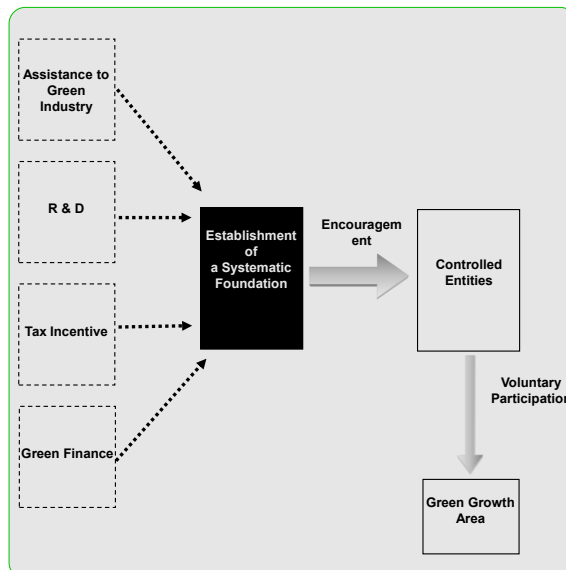 Assistance to
Green
Industry
R & D
Tax Incentive
Green Finance
Establishment
of
a Systematic
Foundation
Encouragem
ent
Controlled
Entities
Voluntary
Participation
Green Growth
Area